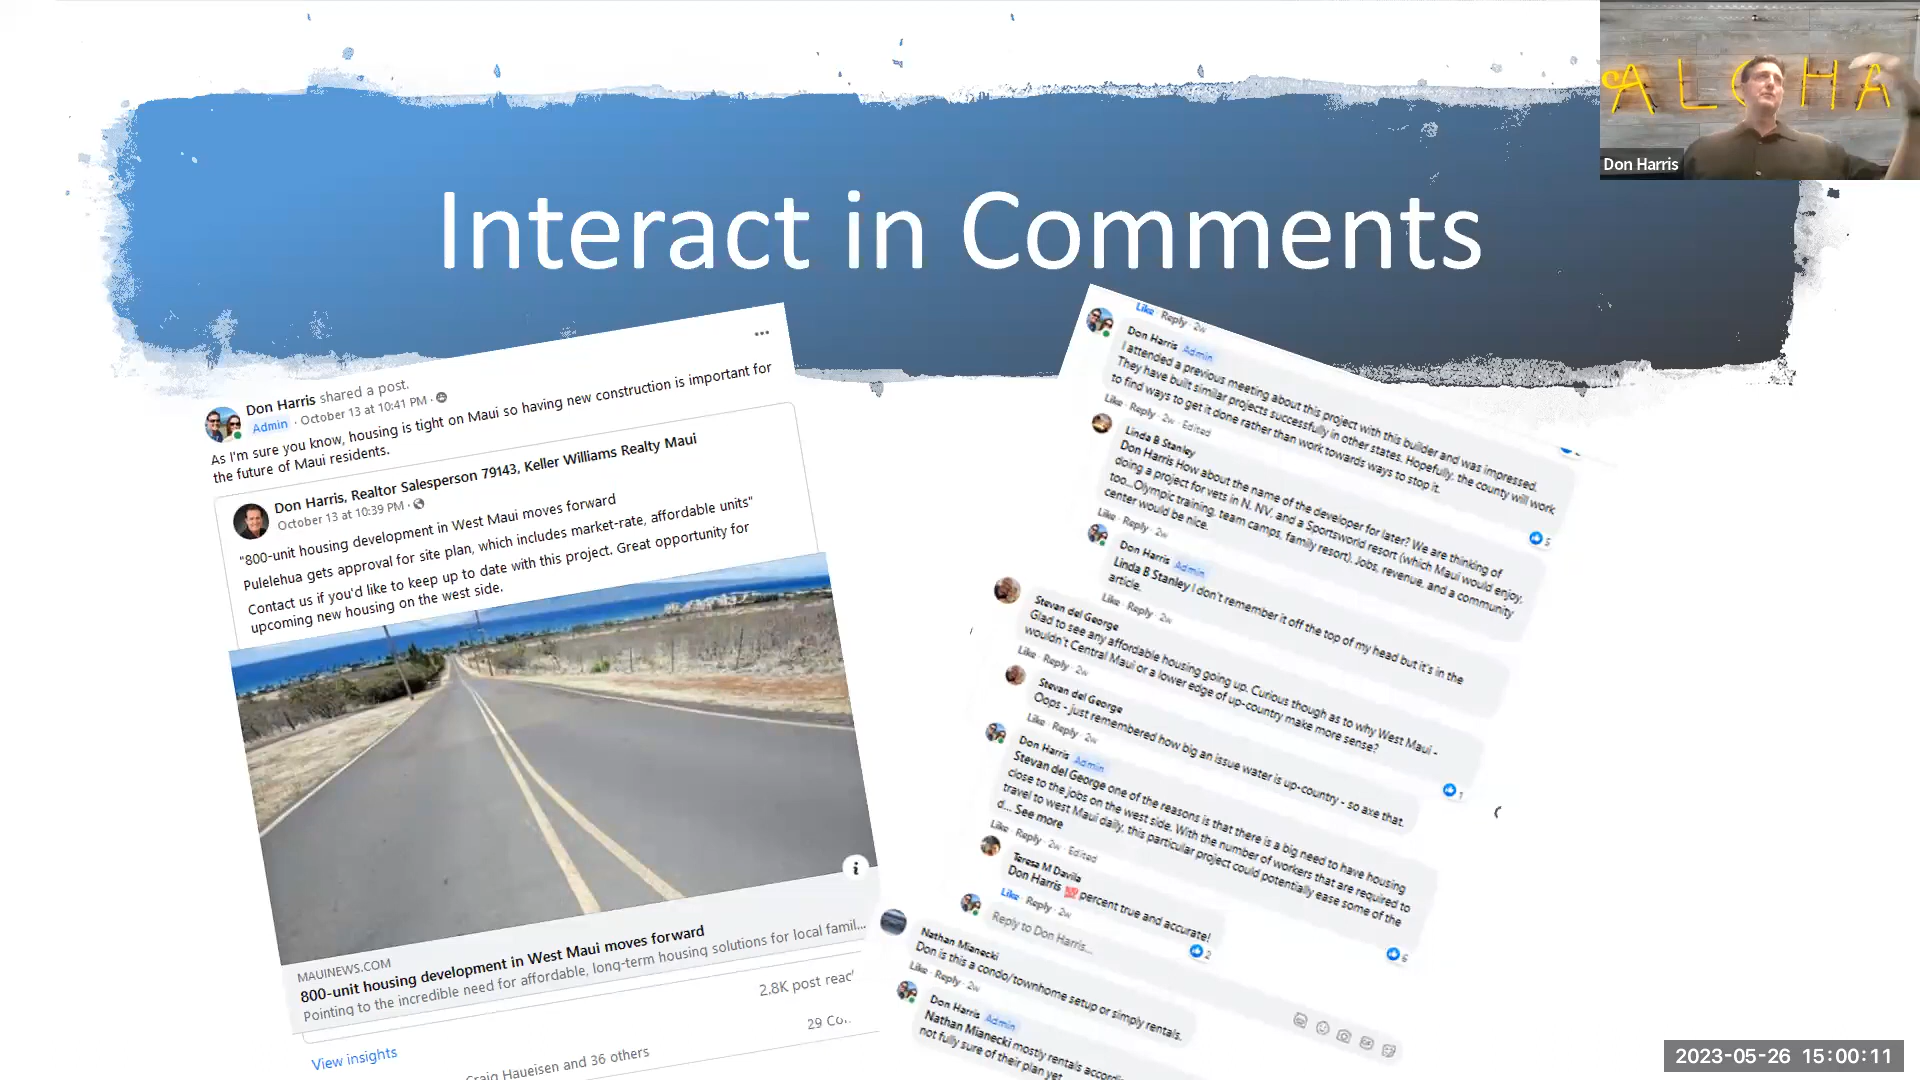 ALOHA
Don Harris
Interact in Comments
Don Harris shared a post.
Admin · October 13 at 10:41 PM ·
As I'm sure you know, housing is tight on Maui so having new construction is important for
the future of Maui residents.
Don Harris, Realtor Salesperson 79143, Keller Williams Realty Maui
October 13 at 10:39 PM ·
"800-unit housing development in West Maui moves forward
Pulelehua gets approval for site plan, which includes market-rate, affordable units"
Contact us if you'd like to keep up to date with this project. Great opportunity for
upcoming new housing on the west side.
MAUINEWS.COM
800-unit housing development in West Maui moves forward
Pointing to the incredible need for affordable, long-term housing solutions for local famil...
2.8K post reac
29 Co
View insights
Craig Haueisen and 36 others
Like Reply 2w
Don Harris Admin
I attended a previous meeting about this project with this builder and was impressed.
They have built similar projects successfully in other states. Hopefully, the county will work
to find ways to get it done rather than work towards ways to stop it.
Like · Reply · 2w · Edited
5
Linda B Stanley
Don Harris How about the name of the developer for later? We are thinking of
doing a project for vets in N. NV. and a Sportsworld resort (which Maui would enjoy,
too...Olympic training, team camps, family resort). Jobs, revenue, and a community
center would be nice.
Like · Reply · 2w
Don Harris Admin
Linda B Stanley I don't remember it off the top of my head but it's in the
article.
Like · Reply · 2w
Stevan del George
Glad to see any affordable housing going up. Curious though as to why West Maui -
wouldn't Central Maui or a lower edge of up-country make more sense?
Like · Reply · 2w
1
Stevan del George
Oops - just remembered how big an issue water is up-country - so axe that.
Like · Reply · 2w
Don Harris Admin
Stevan del George one of the reasons is that there is a big need to have housing
close to the jobs on the west side. With the number of workers that are required to
travel to west Maui daily, this particular project could potentially ease some of the
d... See more
Like · Reply · 2w · Edited
6
Teresa M Davila
Don Harris 💯 percent true and accurate!
Like · Reply · 2w
2
Reply to Don Harris...
Nathan Mianecki
Don is this a condo/townhome setup or simply rentals.
Like · Reply · 2w
Don Harris Admin
Nathan Mianecki mostly rentals
not fully sure of their plan yet
2023-05-26 15:00:11